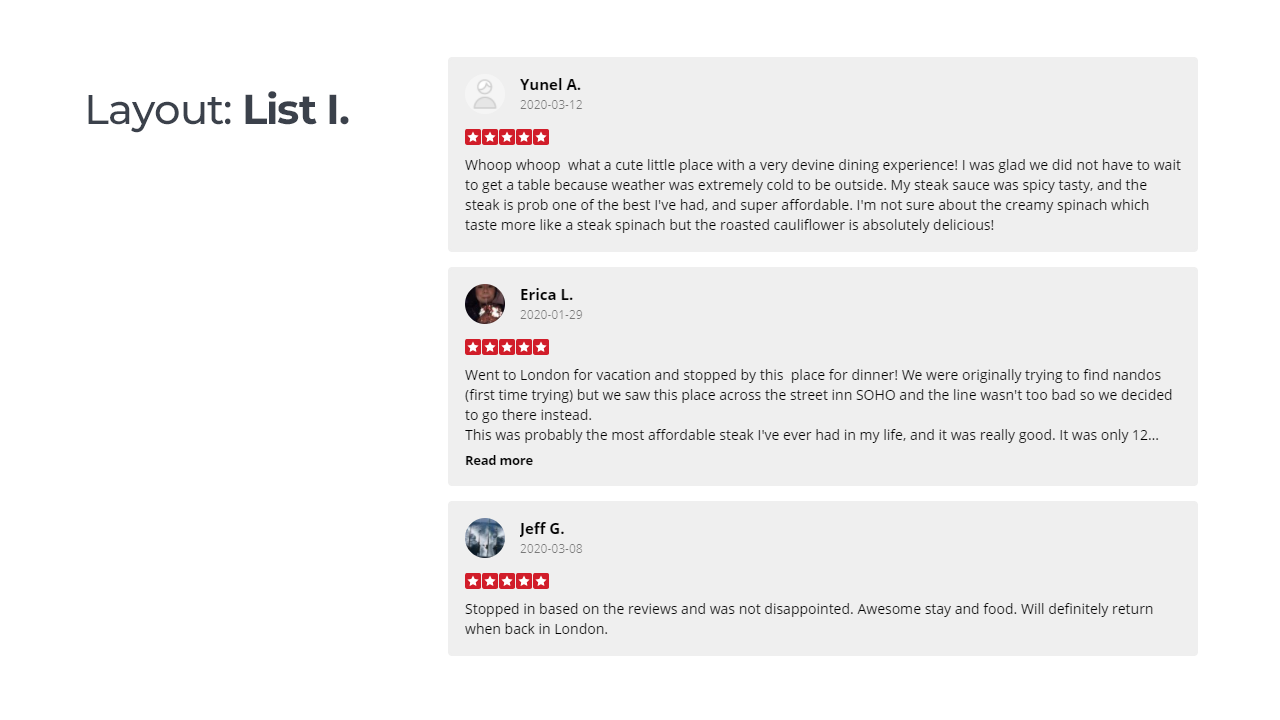 Layout: List I.
Yunel A.
2020-03-12
Whoop whoop  what a cute little place with a very devine dining experience! I was glad we did not have to wait
to get a table because weather was extremely cold to be outside. My steak sauce was spicy tasty, and the
steak is prob one of the best I've had, and super affordable. I'm not sure about the creamy spinach which
taste more like a steak spinach but the roasted cauliflower is absolutely delicious!
Erica L.
2020-01-29
Went to London for vacation and stopped by this  place for dinner! We were originally trying to find nandos
(first time trying) but we saw this place across the street inn SOHO and the line wasn't too bad so we decided
to go there instead.
This was probably the most affordable steak I've ever had in my life, and it was really good. It was only 12...
Read more
Jeff G.
2020-03-08
Stopped in based on the reviews and was not disappointed. Awesome stay and food. Will definitely return
when back in London.